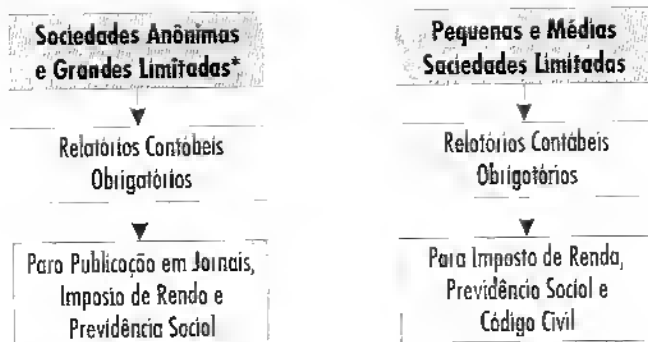 Sociedades Anônimas
e Grandes Limitadas*
Relatórios Contábeis
Obrigatórios
Para Publicação em Jornais,
Imposto de Renda e
Previdência Social
Pequenas e Médias
Sociedades Limitadas
Relatórios Contábeis
Obrigatórios
Para Imposto de Renda,
Previdência Social e
Código Civil